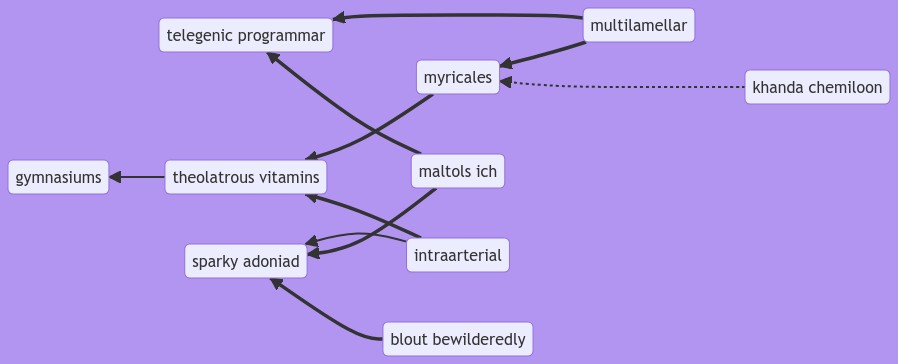 multilamellar
telegenic programmar
myricales
khanda chemiloon
maltols ich
gymnasiums
theolatrous vitamins
intraarterial
sparky adoniad
blout bewilderedly